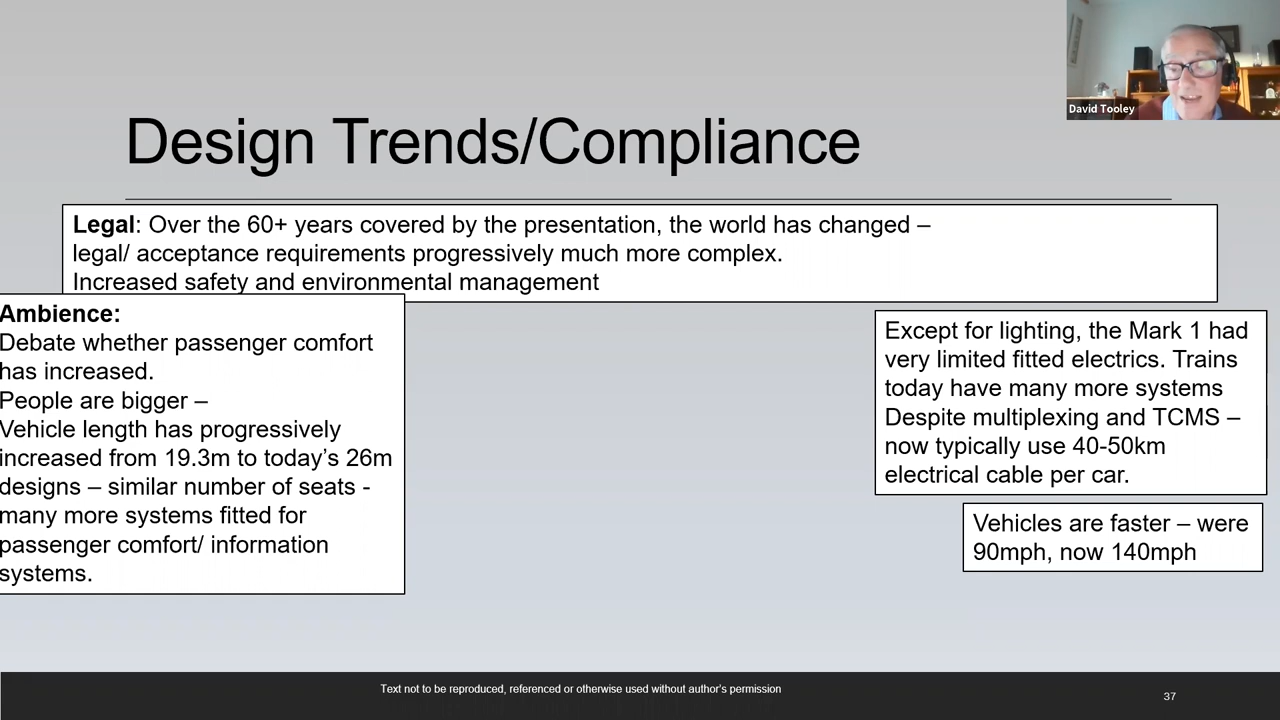 David Tooley
Design Trends/Compliance
Legal: Over the 60+ years covered by the presentation, the world has changed –
legal/ acceptance requirements progressively much more complex.
Increased safety and environmental management
Ambience:
Debate whether passenger comfort
has increased.
People are bigger –
Vehicle length has progressively
increased from 19.3m to today’s 26m
designs – similar number of seats -
many more systems fitted for
passenger comfort/ information
systems.
Except for lighting, the Mark 1 had
very limited fitted electrics. Trains
today have many more systems
Despite multiplexing and TCMS –
now typically use 40-50km
electrical cable per car.
Vehicles are faster – were
90mph, now 140mph
Text not to be reproduced, referenced or otherwise used without author's permission
37